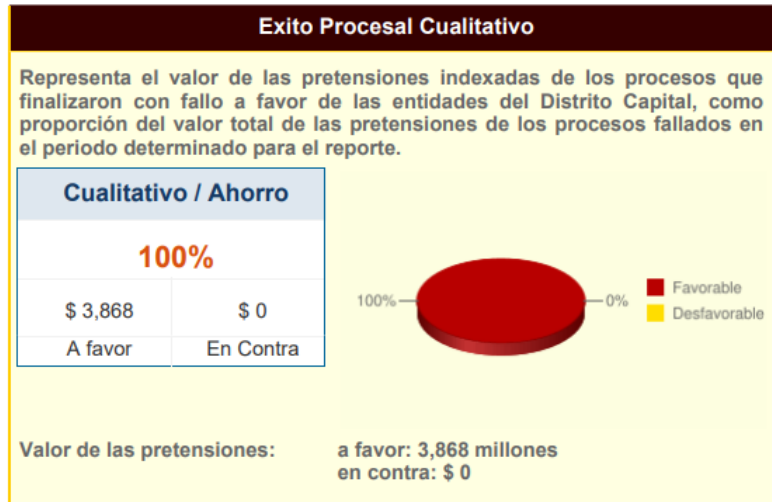 Exito Procesal Cualitativo
Representa el valor de las pretensiones indexadas de los procesos que
finalizaron con fallo a favor de las entidades del Distrito Capital, como
proporción del valor total de las pretensiones de los procesos fallados en
el periodo determinado para el reporte.
Cualitativo / Ahorro
100%
$ 3,868 $ 0
A favor En Contra
100% 0%
Favorable
Desfavorable
Valor de las pretensiones: a favor: 3,868 millones
en contra: $ 0